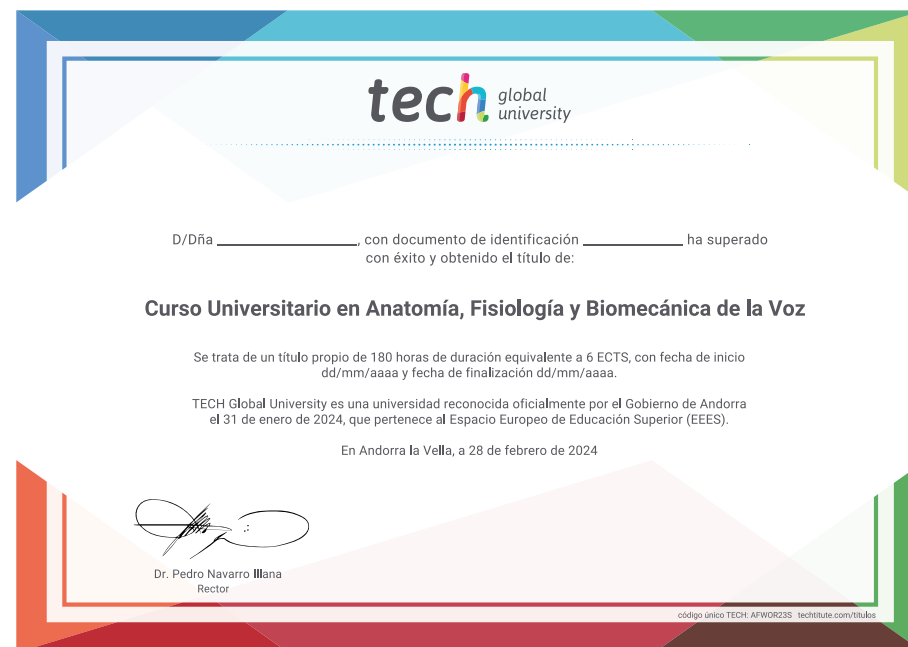 tech global university
D/Dña ____________________, con documento de identificación ______________ ha superado
con éxito y obtenido el título de:
Curso Universitario en Anatomía, Fisiología y Biomecánica de la Voz
Se trata de un título propio de 180 horas de duración equivalente a 6 ECTS, con fecha de inicio
dd/mm/aaaa y fecha de finalización dd/mm/aaaa.
TECH Global University es una universidad reconocida oficialmente por el Gobierno de Andorra
el 31 de enero de 2024, que pertenece al Espacio Europeo de Educación Superior (EEES).
En Andorra la Vella, a 28 de febrero de 2024
Dr. Pedro Navarro Illana
Rector
código único TECH: AFWOR23S techtitute.com/titulos